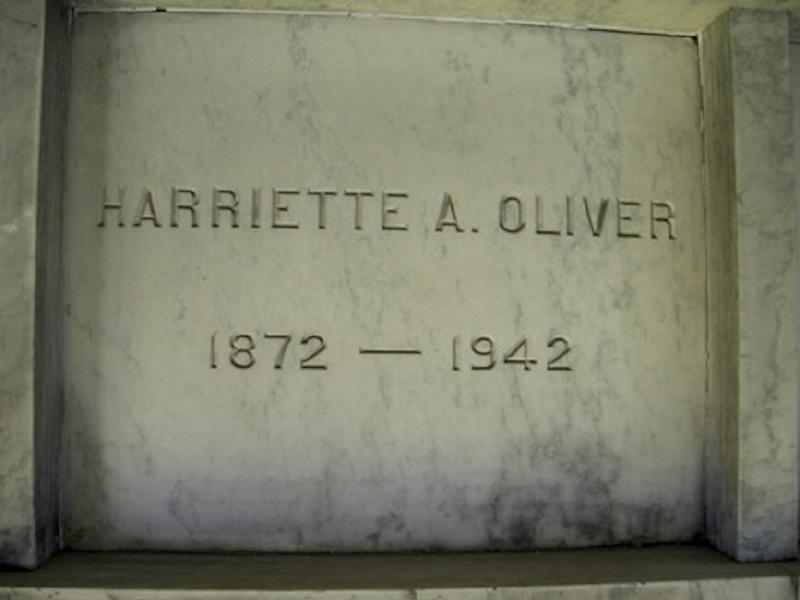 HARRIETTE A. OLIVER
1872 — 1942